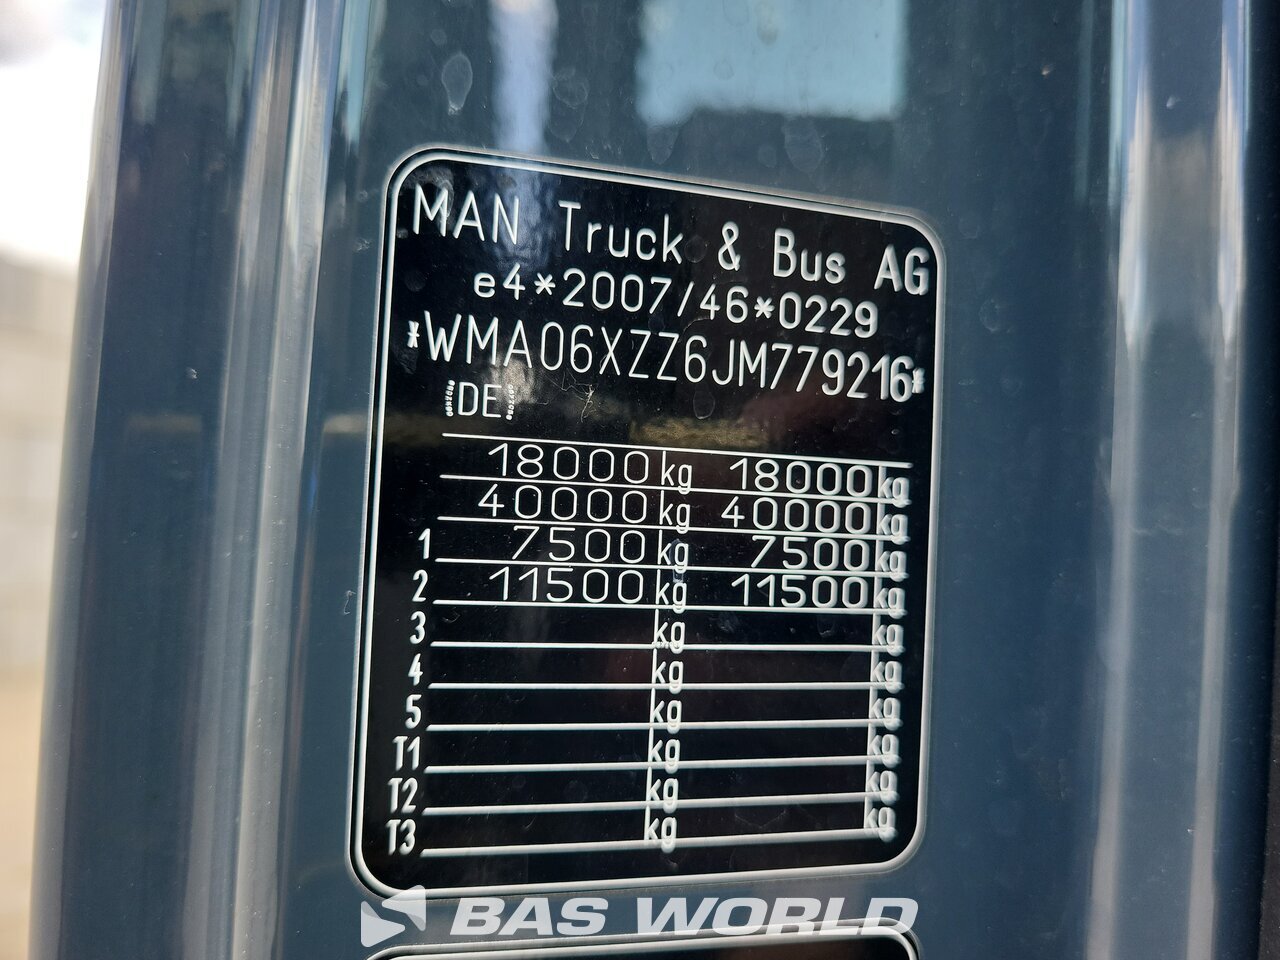 MAN Truck & Bus AG
e4*2007/46*0229
*WMA06XZZ6JM779216*
DE
18000 kg 18000 kg
40000 kg 40000 kg
1 7500 kg 7500 kg
2 11500 kg 11500 kg
3 kg kg
4 kg kg
5 kg kg
T1 kg kg
T2 kg kg
T3 kg kg
BAS WORLD